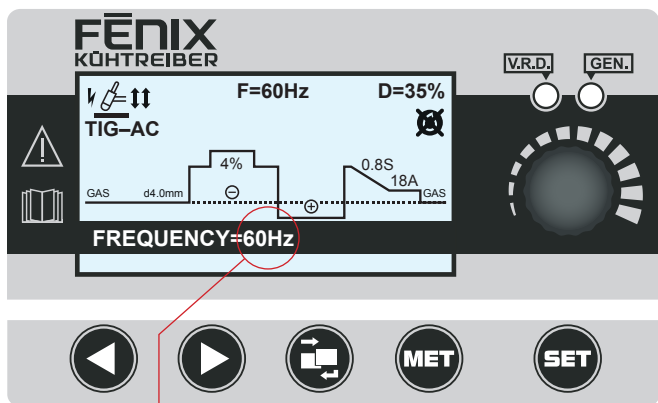 FĒNIX
KÜHTREIBER
V.R.D. GEN.
F=60Hz D=35%
TIG–AC
4% 0.8S
18A
GAS d4.0mm GAS
FREQUENCY=60Hz
MET SET